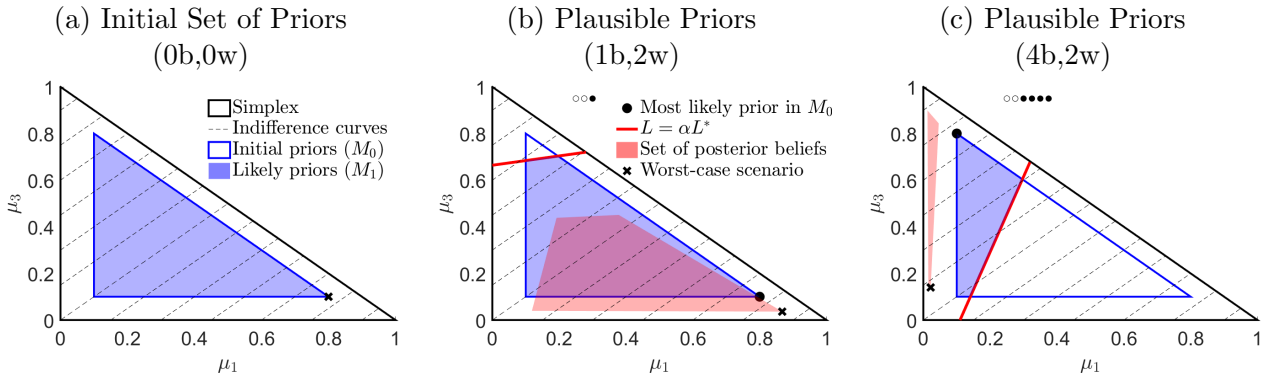 (a) Initial Set of Priors
(0b,0w)
1
0.8
0.6
0.4
0.2
0
μ3
0
0.2
0.4
0.6
0.8
1
μ1
Simplex
Indifference curves
Initial priors (M0)
Likely priors (M1)
(b) Plausible Priors
(1b,2w)
1
0.8
0.6
0.4
0.2
0
μ3
0
0.2
0.4
0.6
0.8
1
μ1
Most likely prior in M0
L = αL*
Set of posterior beliefs
Worst-case scenario
(c) Plausible Priors
(4b,2w)
1
0.8
0.6
0.4
0.2
0
μ3
0
0.2
0.4
0.6
0.8
1
μ1